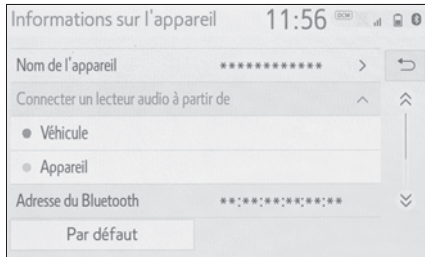 Informations sur l'appareil 11:56 DCM
Nom de l'appareil ************
Connecter un lecteur audio à partir de
Véhicule
Appareil
Adresse du Bluetooth **:**:**:**:**:**
Par défaut